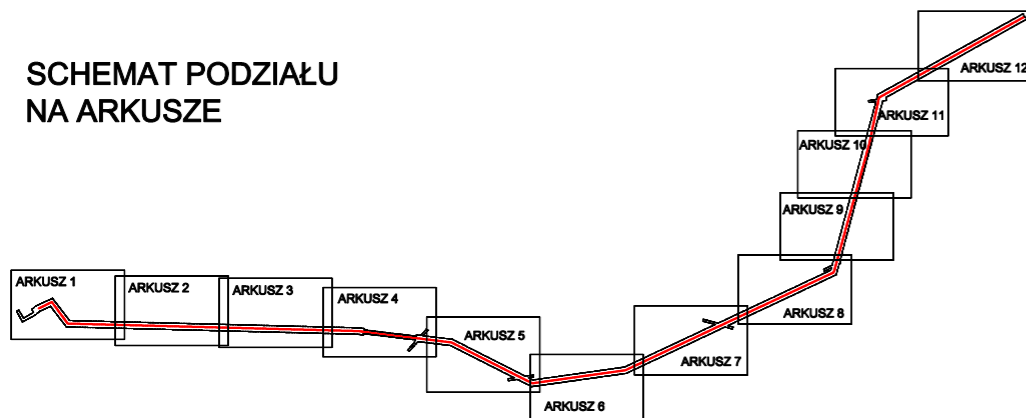 SCHEMAT PODZIAŁU
NA ARKUSZE
ARKUSZ 1
ARKUSZ 2
ARKUSZ 3
ARKUSZ 4
ARKUSZ 5
ARKUSZ 6
ARKUSZ 7
ARKUSZ 8
ARKUSZ 9
ARKUSZ 10
ARKUSZ 11
ARKUSZ 12